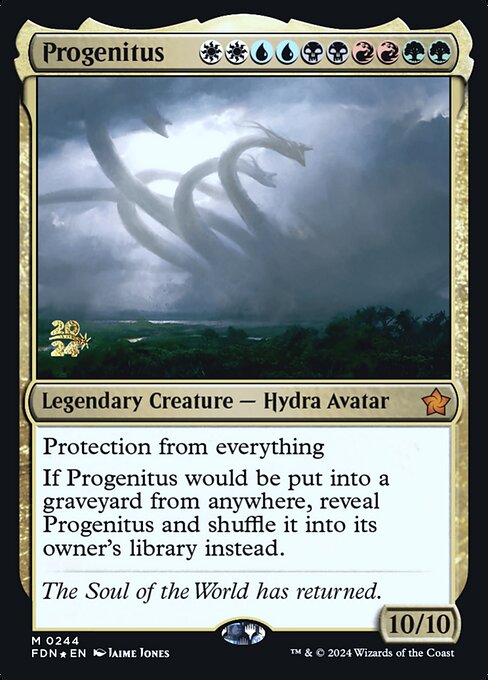 Progenitus
20
24
Legendary Creature — Hydra Avatar
Protection from everything
If Progenitus would be put into a
graveyard from anywhere, reveal
Progenitus and shuffle it into its
owner's library instead.
The Soul of the World has returned.
10/10
M 0244
FDN★EN Jaime Jones
™ & © 2024 Wizards of the Coast